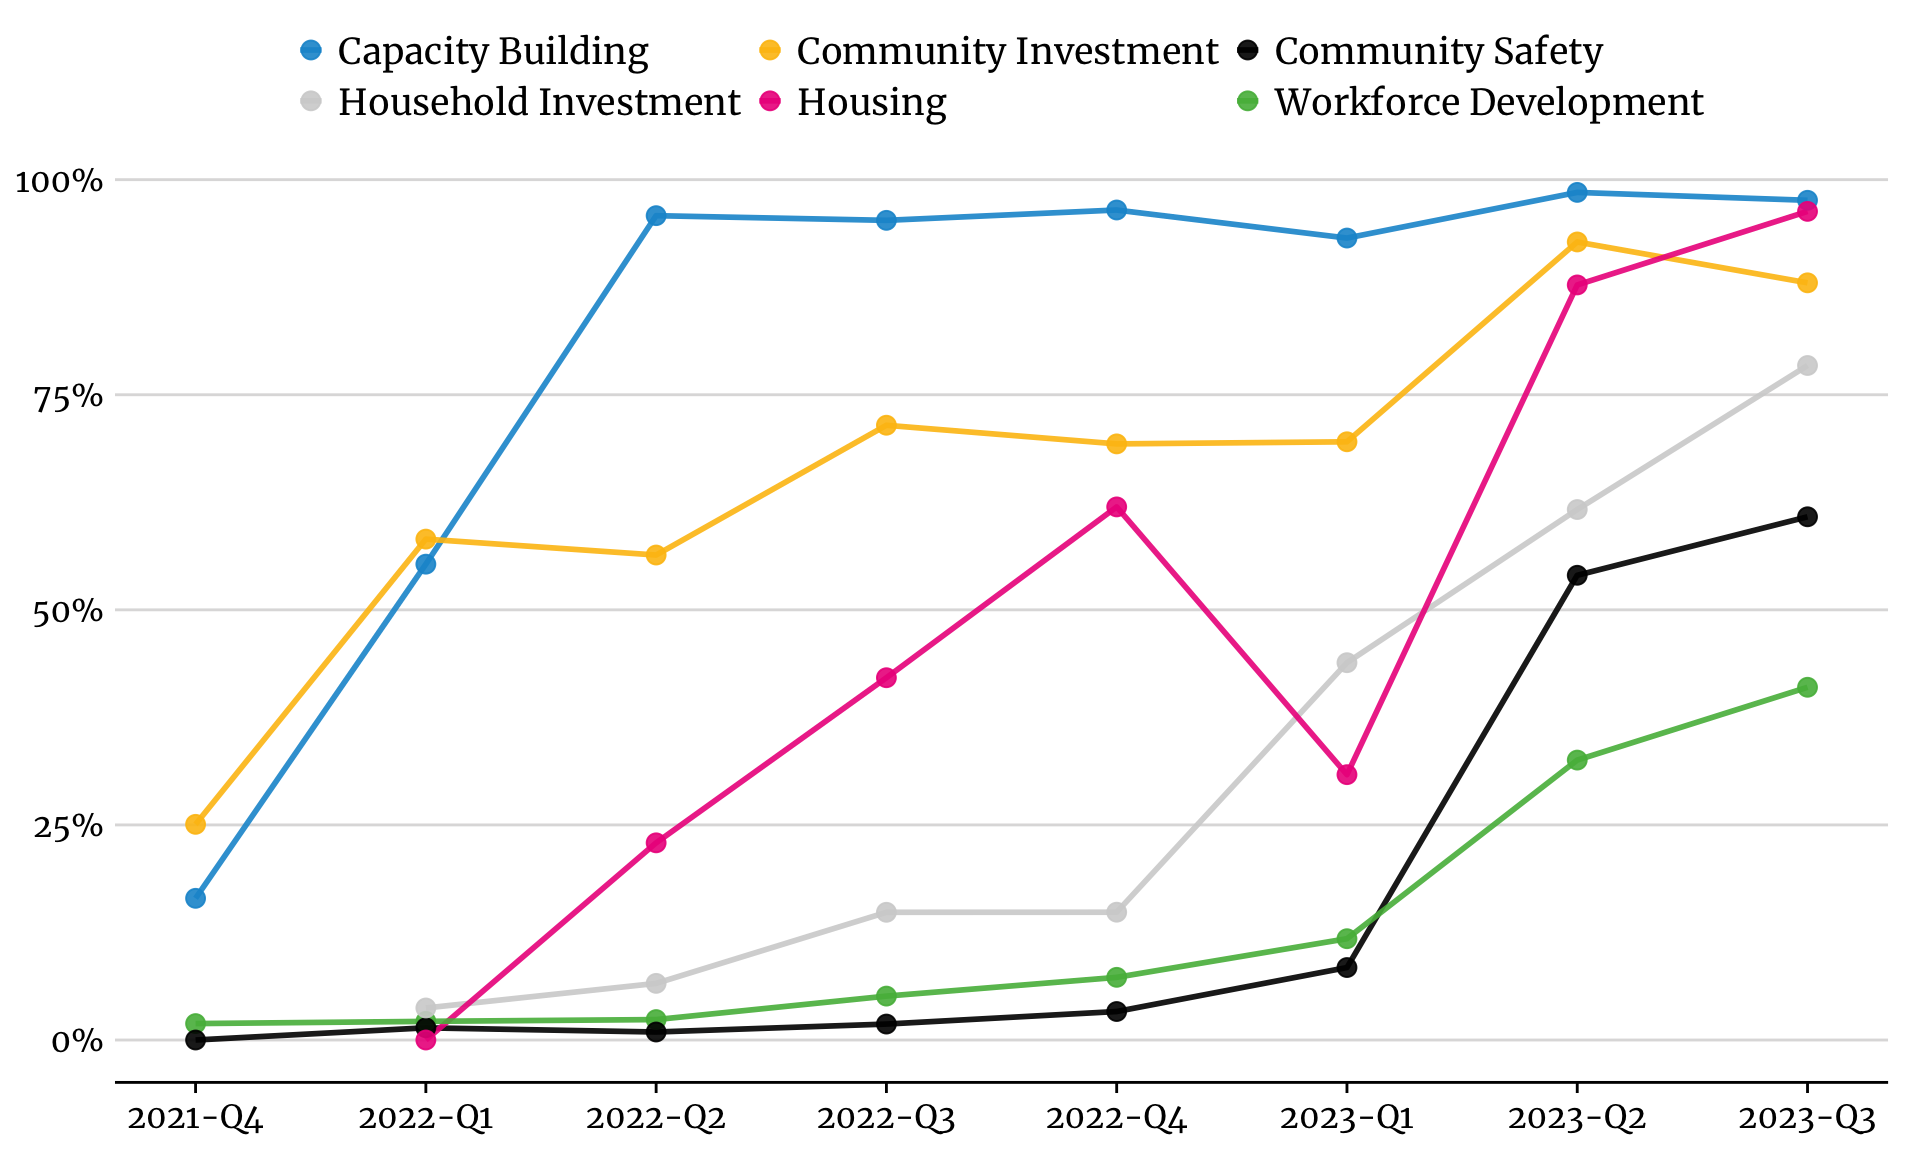 Capacity Building Community Investment Community Safety
Household Investment Housing Workforce Development
100%
75%
50%
25%
0%
2021-Q4 2022-Q1 2022-Q2 2022-Q3 2022-Q4 2023-Q1 2023-Q2 2023-Q3